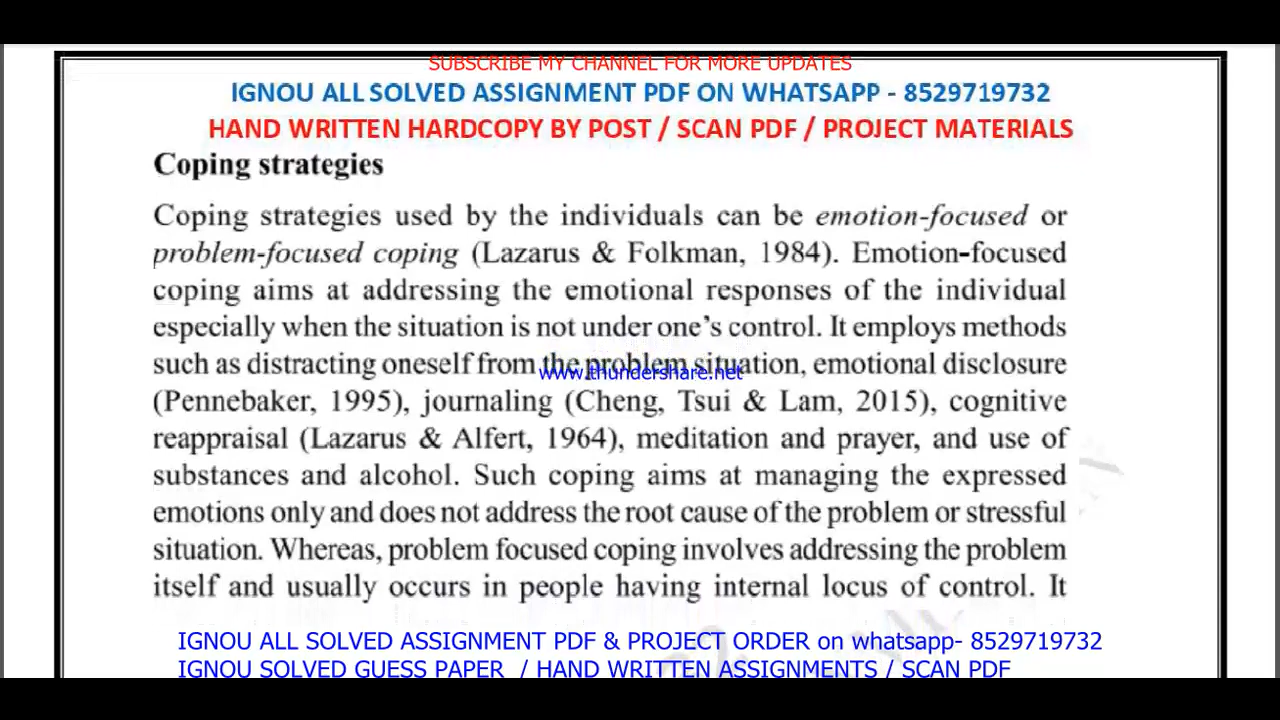 SUBSCRIBE MY CHANNEL FOR MORE UPDATES
IGNOU ALL SOLVED ASSIGNMENT PDF ON WHATSAPP - 8529719732
HAND WRITTEN HARDCOPY BY POST / SCAN PDF / PROJECT MATERIALS
Coping strategies
Coping strategies used by the individuals can be emotion-focused or
problem-focused coping (Lazarus & Folkman, 1984). Emotion-focused
coping aims at addressing the emotional responses of the individual
especially when the situation is not under one's control. It employs methods
such as distracting oneself from the problem situation, emotional disclosure
www.thundershare.net
(Pennebaker, 1995), journaling (Cheng, Tsui & Lam, 2015), cognitive
reappraisal (Lazarus & Alfert, 1964), meditation and prayer, and use of
substances and alcohol. Such coping aims at managing the expressed
emotions only and does not address the root cause of the problem or stressful
situation. Whereas, problem focused coping involves addressing the problem
itself and usually occurs in people having internal locus of control. It
IGNOU ALL SOLVED ASSIGNMENT PDF & PROJECT ORDER on whatsapp- 8529719732
IGNOU SOLVED GUESS PAPER / HAND WRITTEN ASSIGNMENTS / SCAN PDF